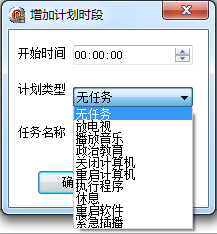 增加计划时段
开始时间 00:00:00
计划类型 无任务
无任务
放电视
任务名称
播放音乐
政治教育
关闭计算机
重启计算机
执行程序
休息
重启软件
紧急插播